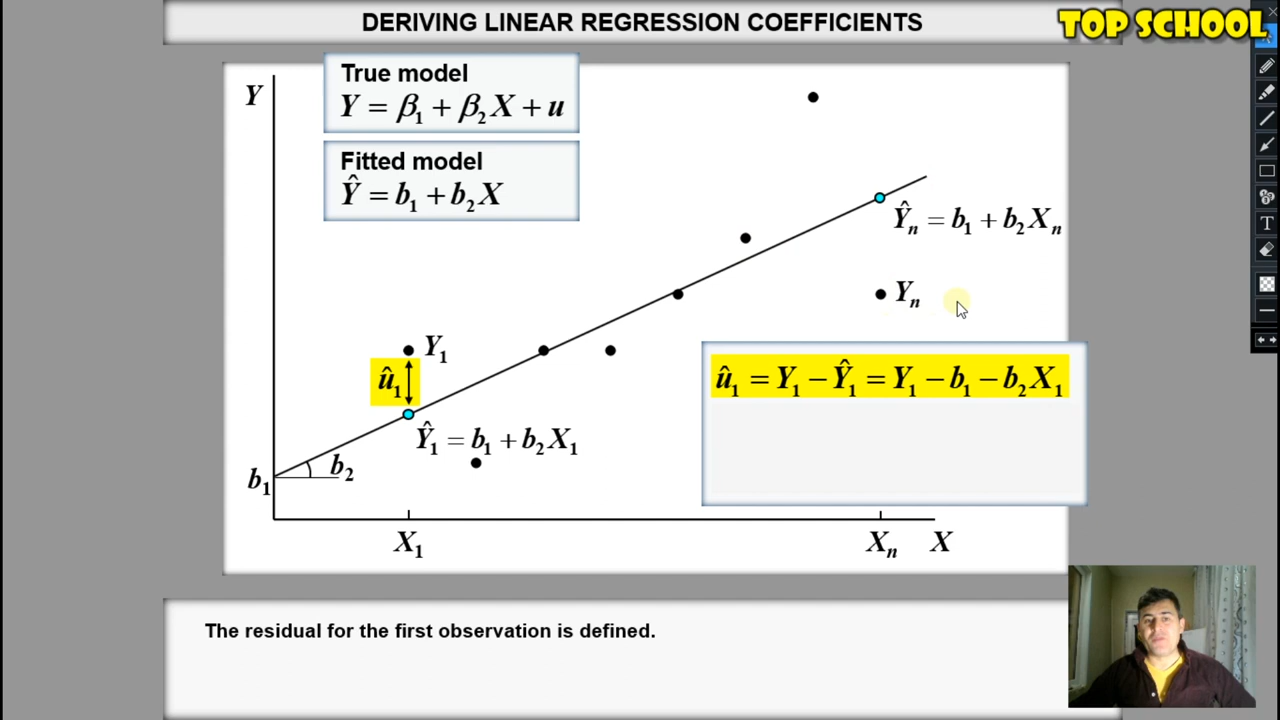 DERIVING LINEAR REGRESSION COEFFICIENTS
TOP SCHOOL
Y
True model
Y = β₁ + β₂X + u
Fitted model
Ŷ = b₁ + b₂X
Ŷₙ = b₁ + b₂Xₙ
Yₙ
Y₁
û₁
û₁ = Y₁ − Ŷ₁ = Y₁ − b₁ − b₂X₁
Ŷ₁ = b₁ + b₂X₁
b₁
b₂
X₁
Xₙ
X
T
The residual for the first observation is defined.